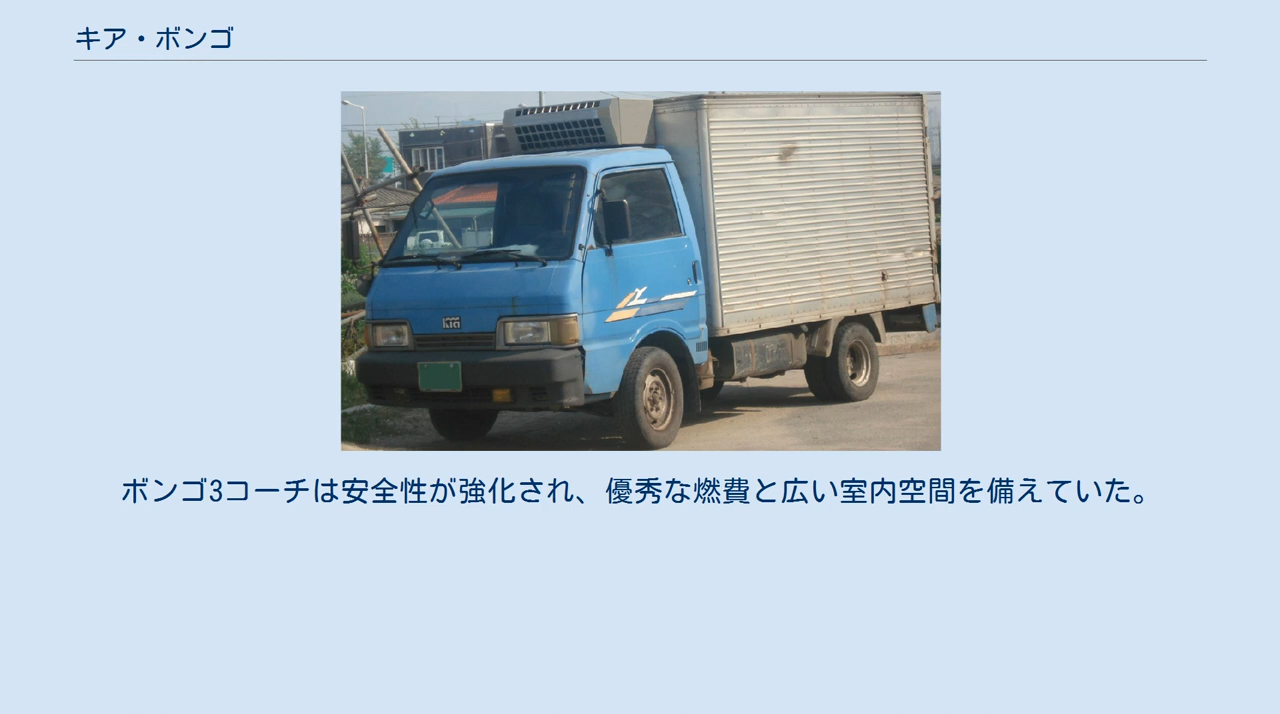 キア・ボンゴ
KIA
ボンゴ3コーチは安全性が強化され、優秀な燃費と広い室内空間を備えていた。